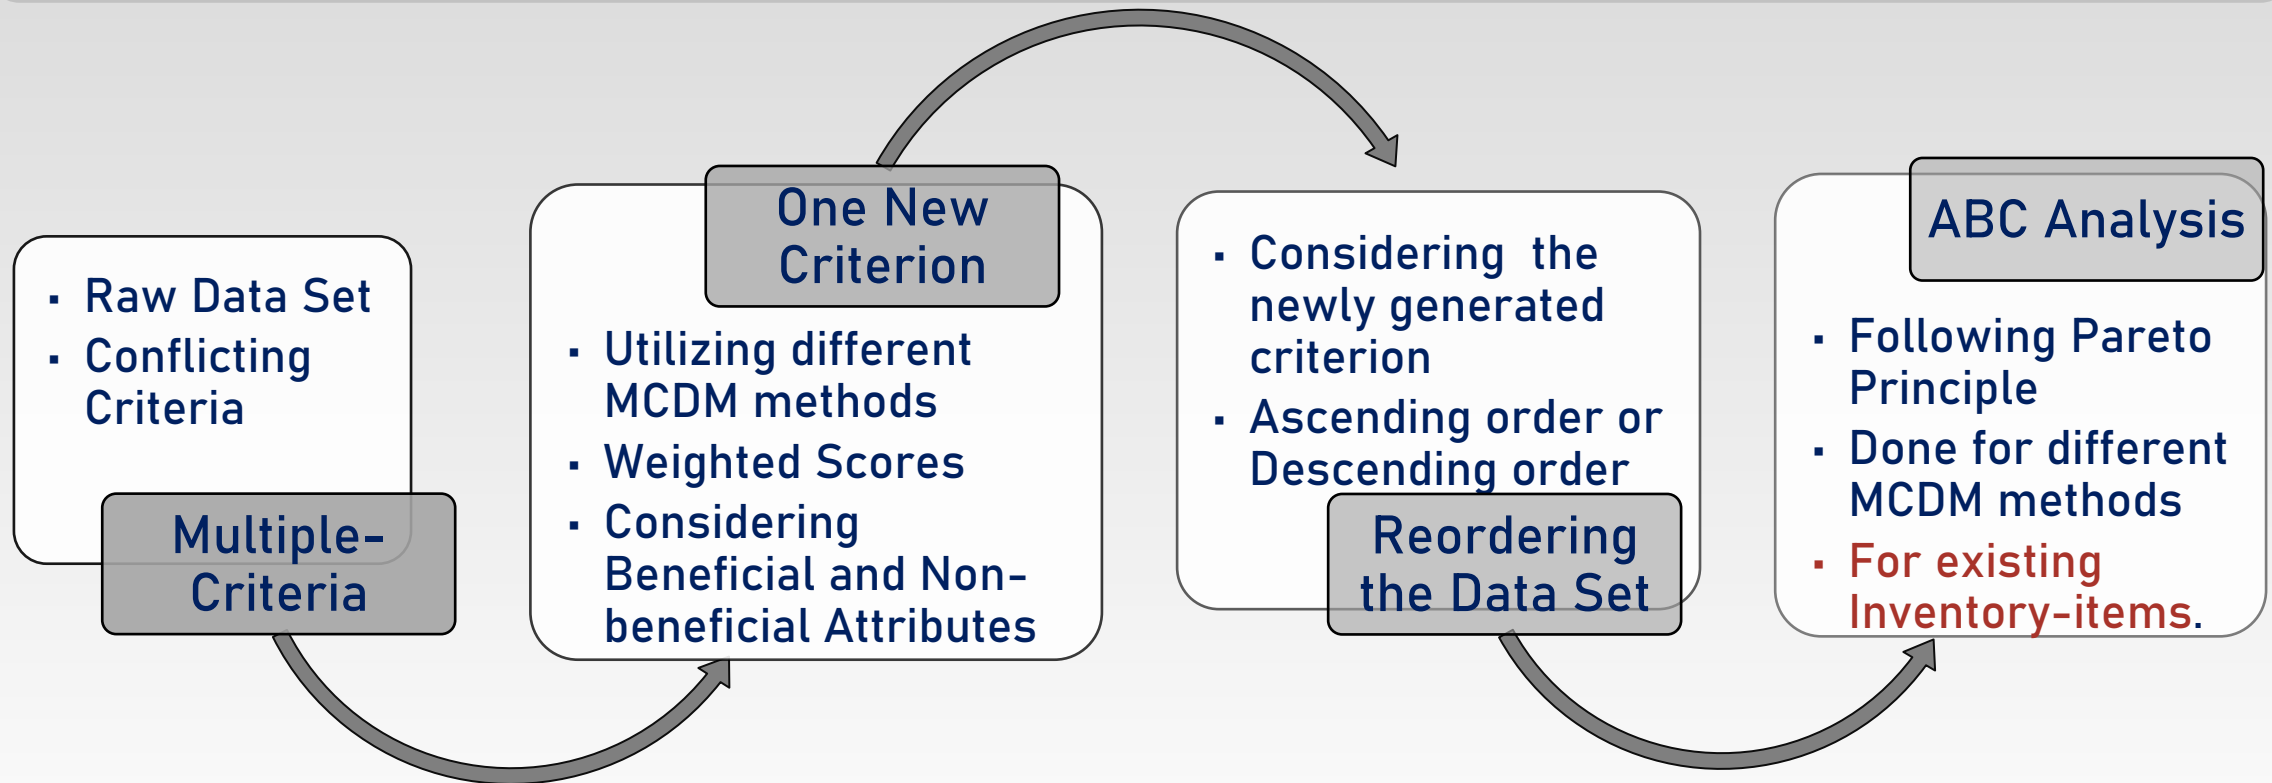 ▪ Raw Data Set
▪ Conflicting
Criteria
Multiple-
Criteria
One New
Criterion
▪ Utilizing different
MCDM methods
▪ Weighted Scores
▪ Considering
Beneficial and Non-
beneficial Attributes
▪ Considering  the
newly generated
criterion
▪ Ascending order or
Descending order
Reordering
the Data Set
ABC Analysis
▪ Following Pareto
Principle
▪ Done for different
MCDM methods
▪ For existing
Inventory-items.